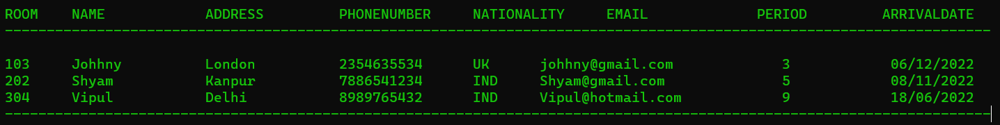 ROOM NAME ADDRESS PHONENUMBER NATIONALITY EMAIL PERIOD ARRIVALDATE
103 Johhny London 2354635534 UK johhny@gmail.com 3 06/12/2022
202 Shyam Kanpur 7886541234 IND Shyam@gmail.com 5 08/11/2022
304 Vipul Delhi 8989765432 IND Vipul@hotmail.com 9 18/06/2022